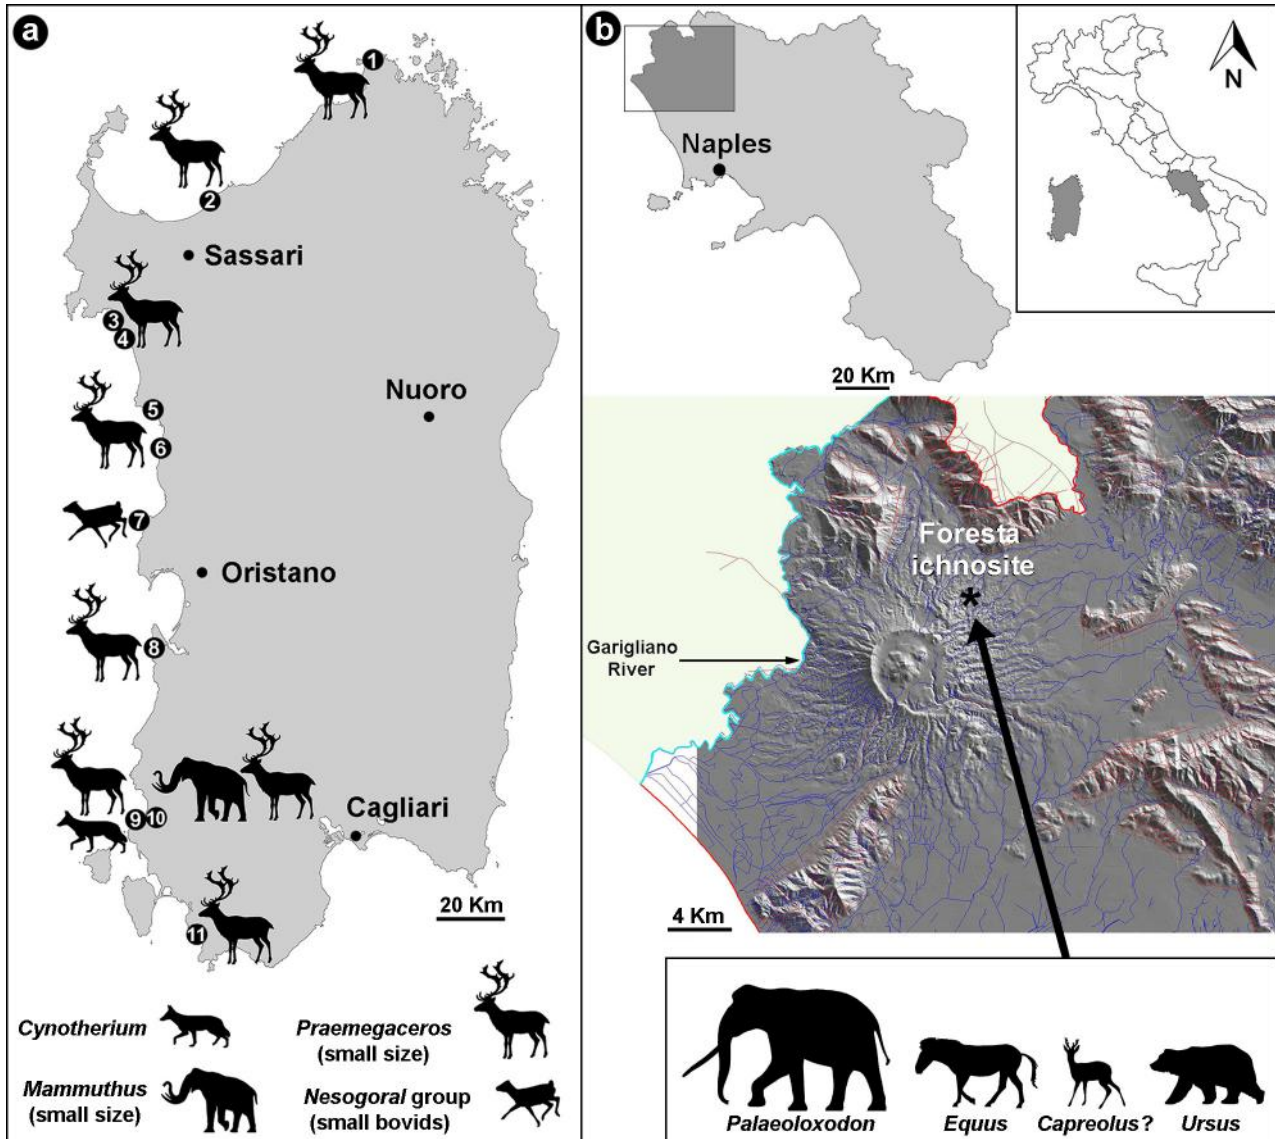 a
1
2
Sassari
3
4
5
Nuoro
6
7
Oristano
8
9
10
Cagliari
11
20 Km
Cynotherium
Praemegaceros
(small size)
Mammuthus
(small size)
Nesogoral group
(small bovids)
b
Naples
N
20 Km
Foresta
ichnosite
*
Garigliano
River
4 Km
Palaeoloxodon
Equus
Capreolus?
Ursus